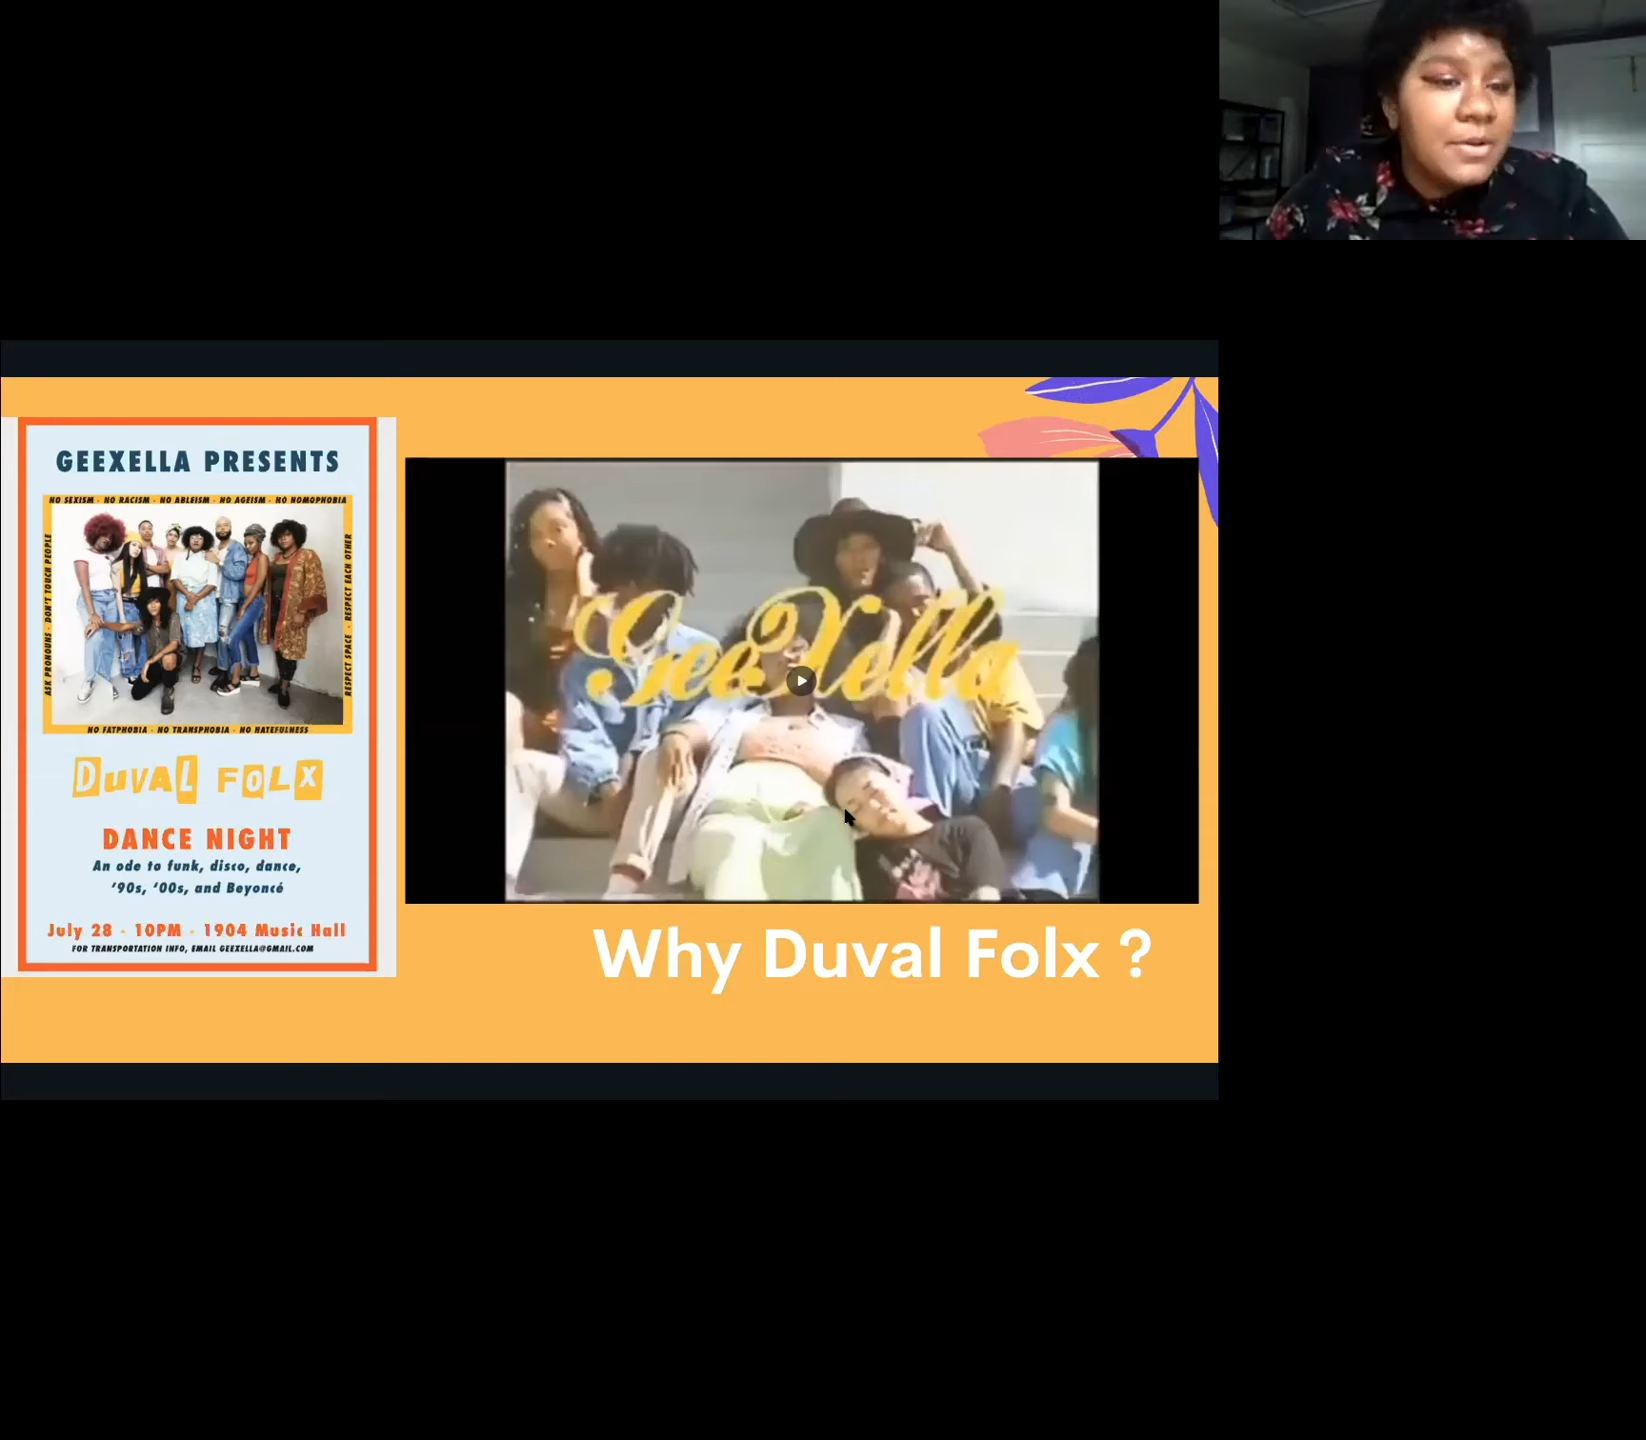 GEEXELLA PRESENTS
NO SEXISM - NO RACISM - NO ABLEISM - NO AGEISM - NO HOMOPHOBIA
ASK PRONOUNS - DON'T TOUCH PEOPLE
RESPECT SPACE - RESPECT EACH OTHER
NO FATPHOBIA - NO TRANSPHOBIA - NO HATEFULNESS
DUVAL FOLX
DANCE NIGHT
An ode to funk, disco, dance,
'90s, '00s, and Beyoncé
July 28 - 10PM - 1904 Music Hall
FOR TRANSPORTATION INFO, EMAIL GEEXELLA@GMAIL.COM
GeeXella
Why Duval Folx ?